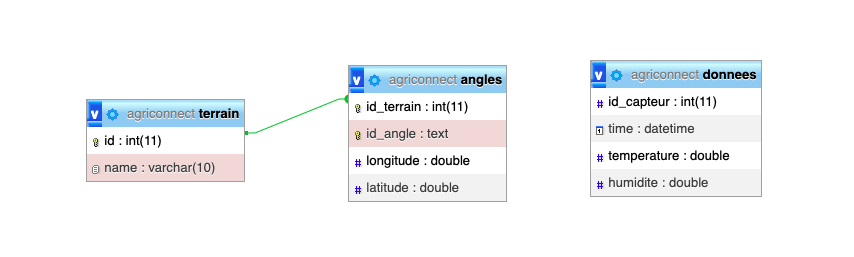 v agriconnect terrain
id : int(11)
name : varchar(10)
v agriconnect angles
id_terrain : int(11)
id_angle : text
# longitude : double
# latitude : double
v agriconnect donnees
# id_capteur : int(11)
time : datetime
# temperature : double
# humidite : double